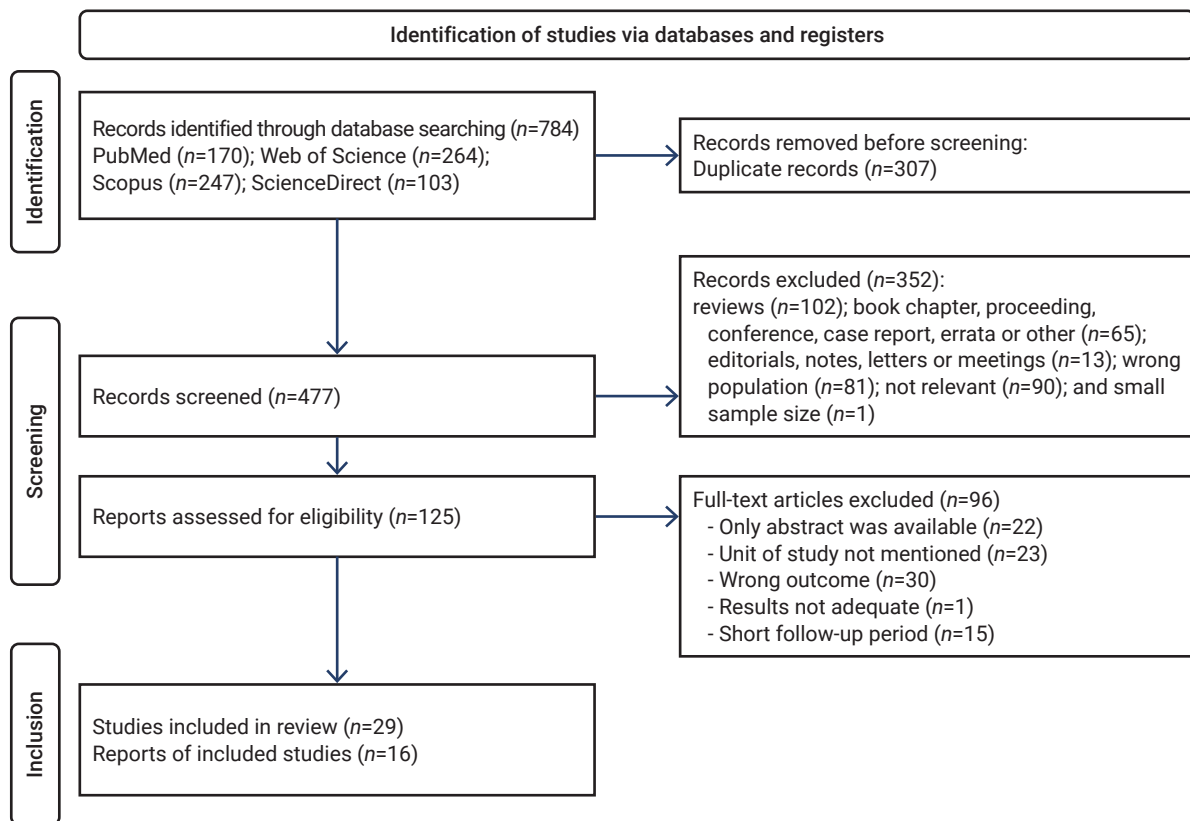 Identification of studies via databases and registers
Identification
Records identified through database searching (n=784)
PubMed (n=170); Web of Science (n=264);
Scopus (n=247); ScienceDirect (n=103)
Records removed before screening:
Duplicate records (n=307)
Screening
Records screened (n=477)
Records excluded (n=352):
reviews (n=102); book chapter, proceeding,
conference, case report, errata or other (n=65);
editorials, notes, letters or meetings (n=13); wrong
population (n=81); not relevant (n=90); and small
sample size (n=1)
Reports assessed for eligibility (n=125)
Full-text articles excluded (n=96)
- Only abstract was available (n=22)
- Unit of study not mentioned (n=23)
- Wrong outcome (n=30)
- Results not adequate (n=1)
- Short follow-up period (n=15)
Inclusion
Studies included in review (n=29)
Reports of included studies (n=16)